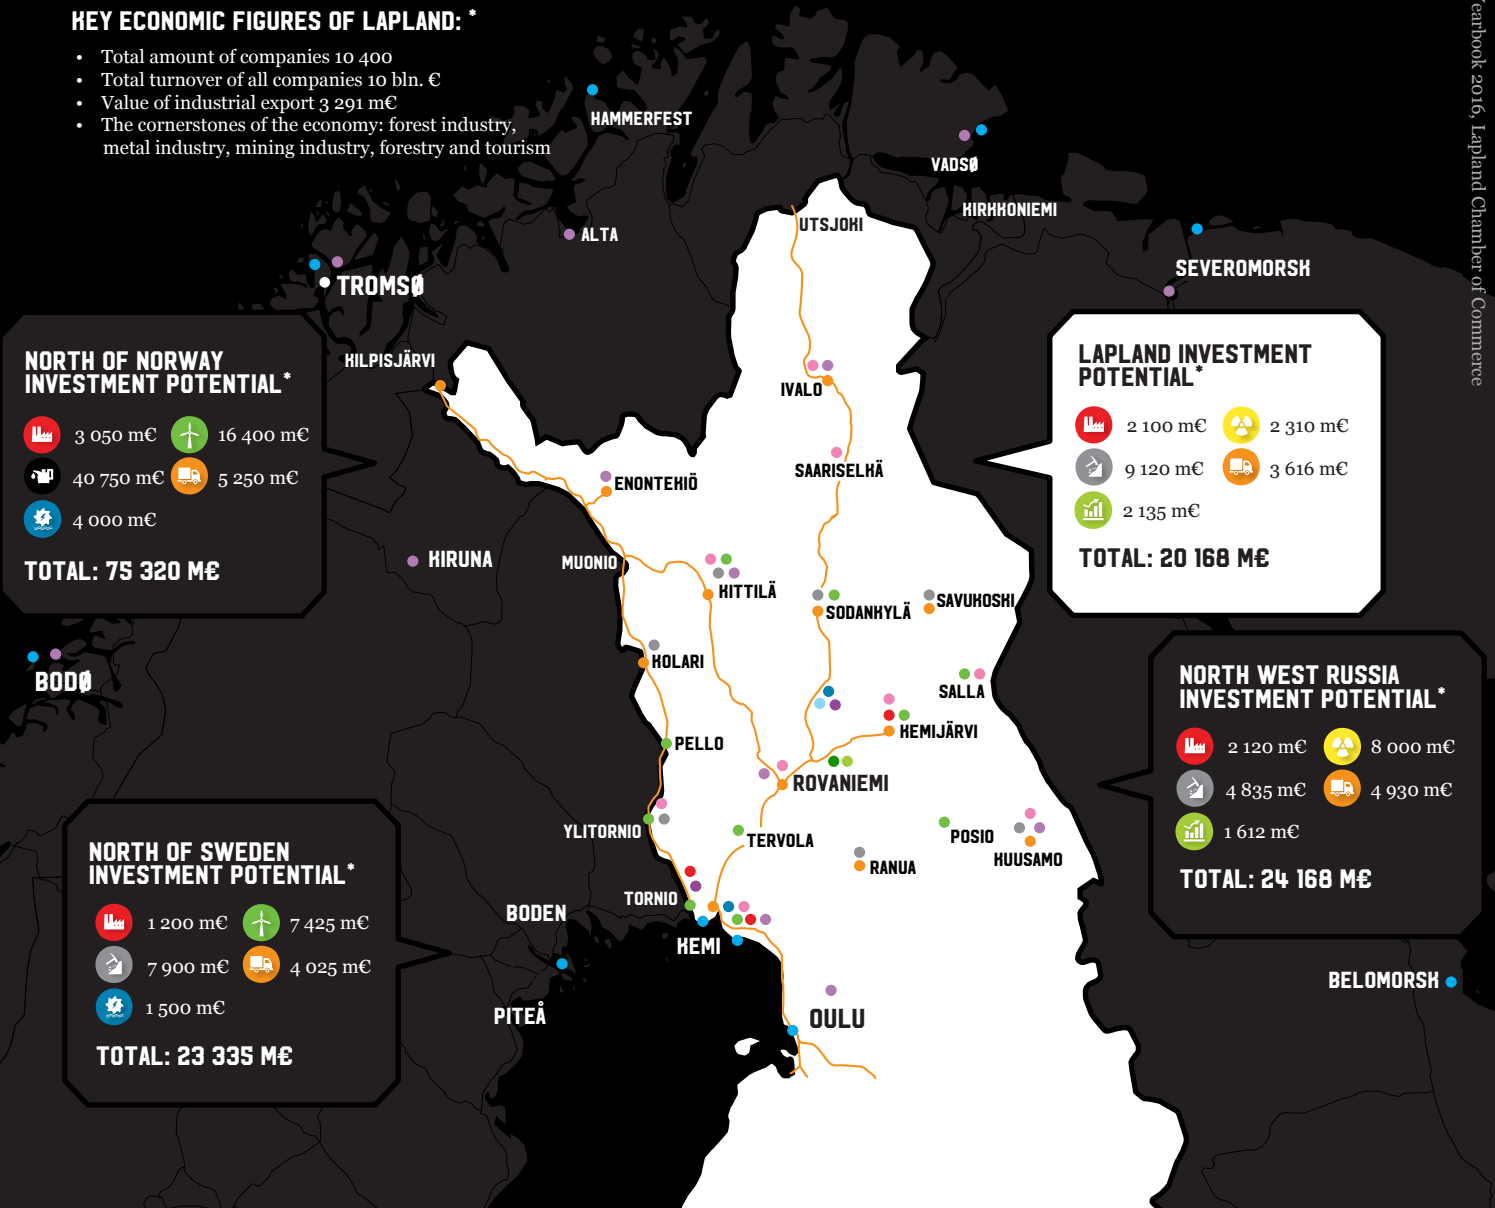 KEY ECONOMIC FIGURES OF LAPLAND: *
• Total amount of companies 10 400
• Total turnover of all companies 10 bln. €
• Value of industrial export 3 291 m€
• The cornerstones of the economy: forest industry,
metal industry, mining industry, forestry and tourism
earbook 2016, Lapland Chamber of Commerce
HAMMERFEST
VADSØ
KIRKKONIEMI
UTSJOKI
ALTA
SEVEROMORSK
TROMSØ
KILPISJÄRVI
NORTH OF NORWAY
INVESTMENT POTENTIAL*
3 050 m€ 16 400 m€
40 750 m€ 5 250 m€
4 000 m€
TOTAL: 75 320 M€
LAPLAND INVESTMENT
POTENTIAL*
2 100 m€ 2 310 m€
9 120 m€ 3 616 m€
2 135 m€
TOTAL: 20 168 M€
IVALO
SAARISELKÄ
ENONTEKIÖ
KIRUNA
MUONIO
KITTILÄ
SODANKYLÄ
SAVUKOSKI
KOLARI
BODØ
SALLA
PELLO
KEMIJÄRVI
ROVANIEMI
NORTH WEST RUSSIA
INVESTMENT POTENTIAL*
2 120 m€ 8 000 m€
4 835 m€ 4 930 m€
1 612 m€
TOTAL: 24 168 M€
YLITORNIO
TERVOLA
POSIO
KUUSAMO
RANUA
NORTH OF SWEDEN
INVESTMENT POTENTIAL*
1 200 m€ 7 425 m€
7 900 m€ 4 025 m€
1 500 m€
TOTAL: 23 335 M€
TORNIO
BODEN
KEMI
BELOMORSK
PITEÅ
OULU